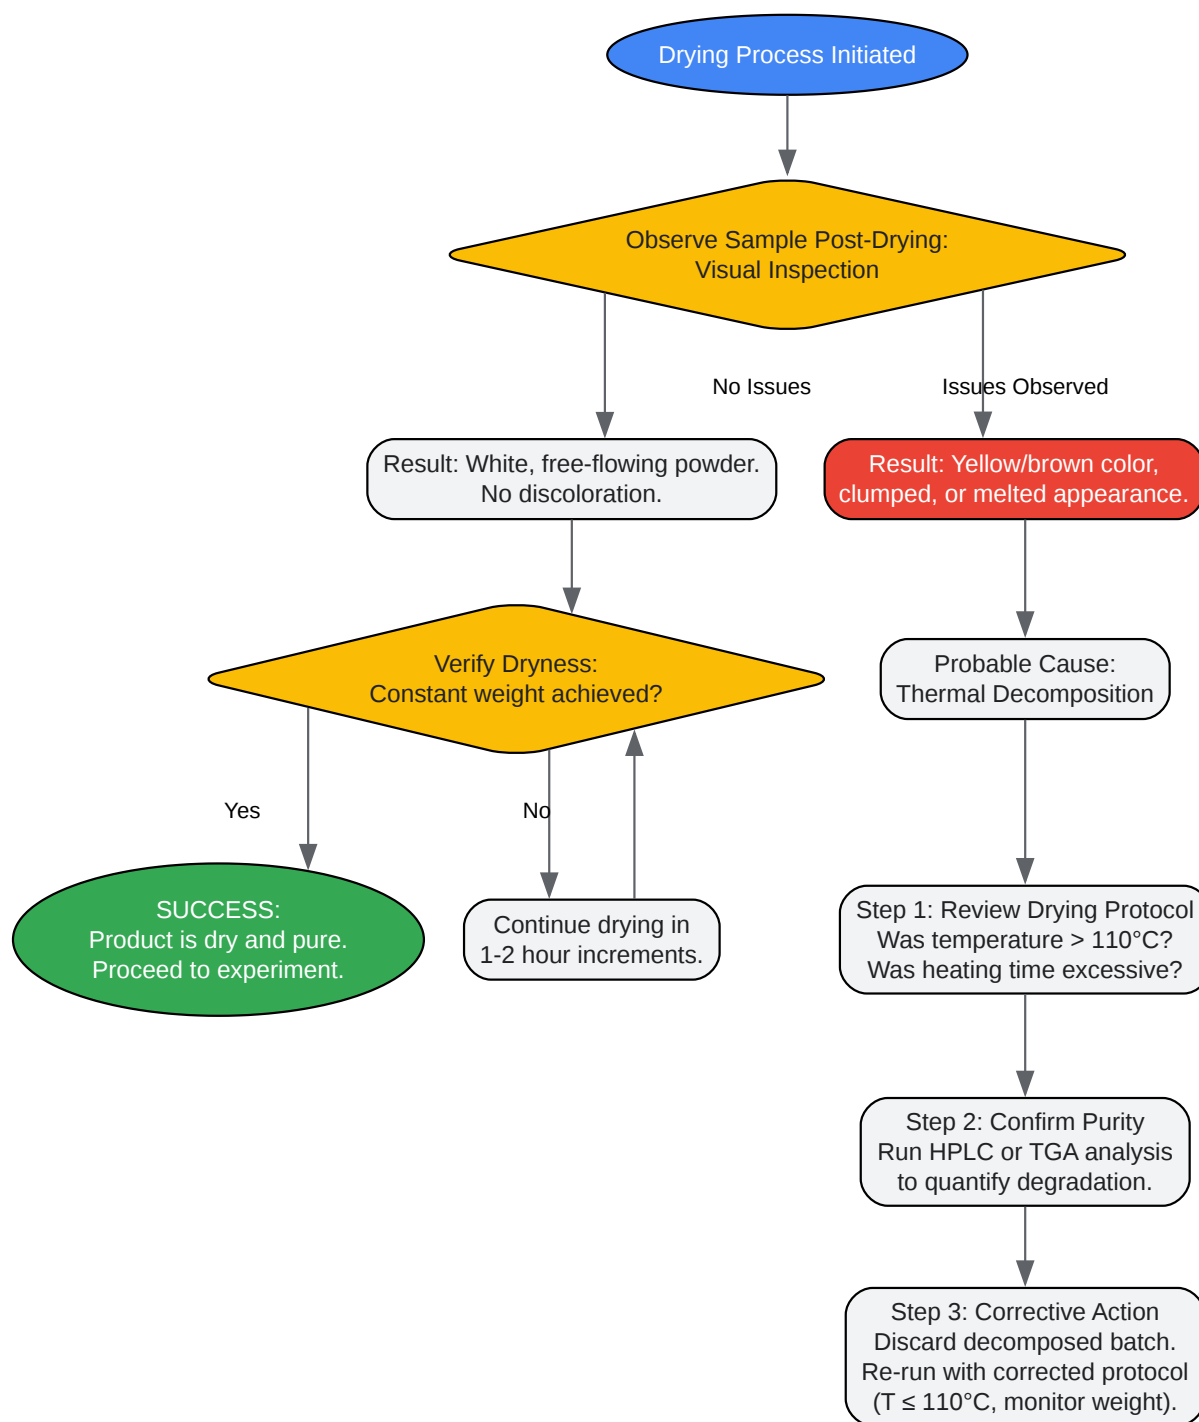 Drying Process Initiated
Observe Sample Post-Drying:
Visual Inspection
No Issues
Issues Observed
Result: White, free-flowing powder.
No discoloration.
Result: Yellow/brown color,
clumped, or melted appearance.
Verify Dryness:
Constant weight achieved?
Probable Cause:
Thermal Decomposition
Yes
No
SUCCESS:
Product is dry and pure.
Proceed to experiment.
Continue drying in
1-2 hour increments.
Step 1: Review Drying Protocol
Was temperature > 110°C?
Was heating time excessive?
Step 2: Confirm Purity
Run HPLC or TGA analysis
to quantify degradation.
Step 3: Corrective Action
Discard decomposed batch.
Re-run with corrected protocol
(T ≤ 110°C, monitor weight).